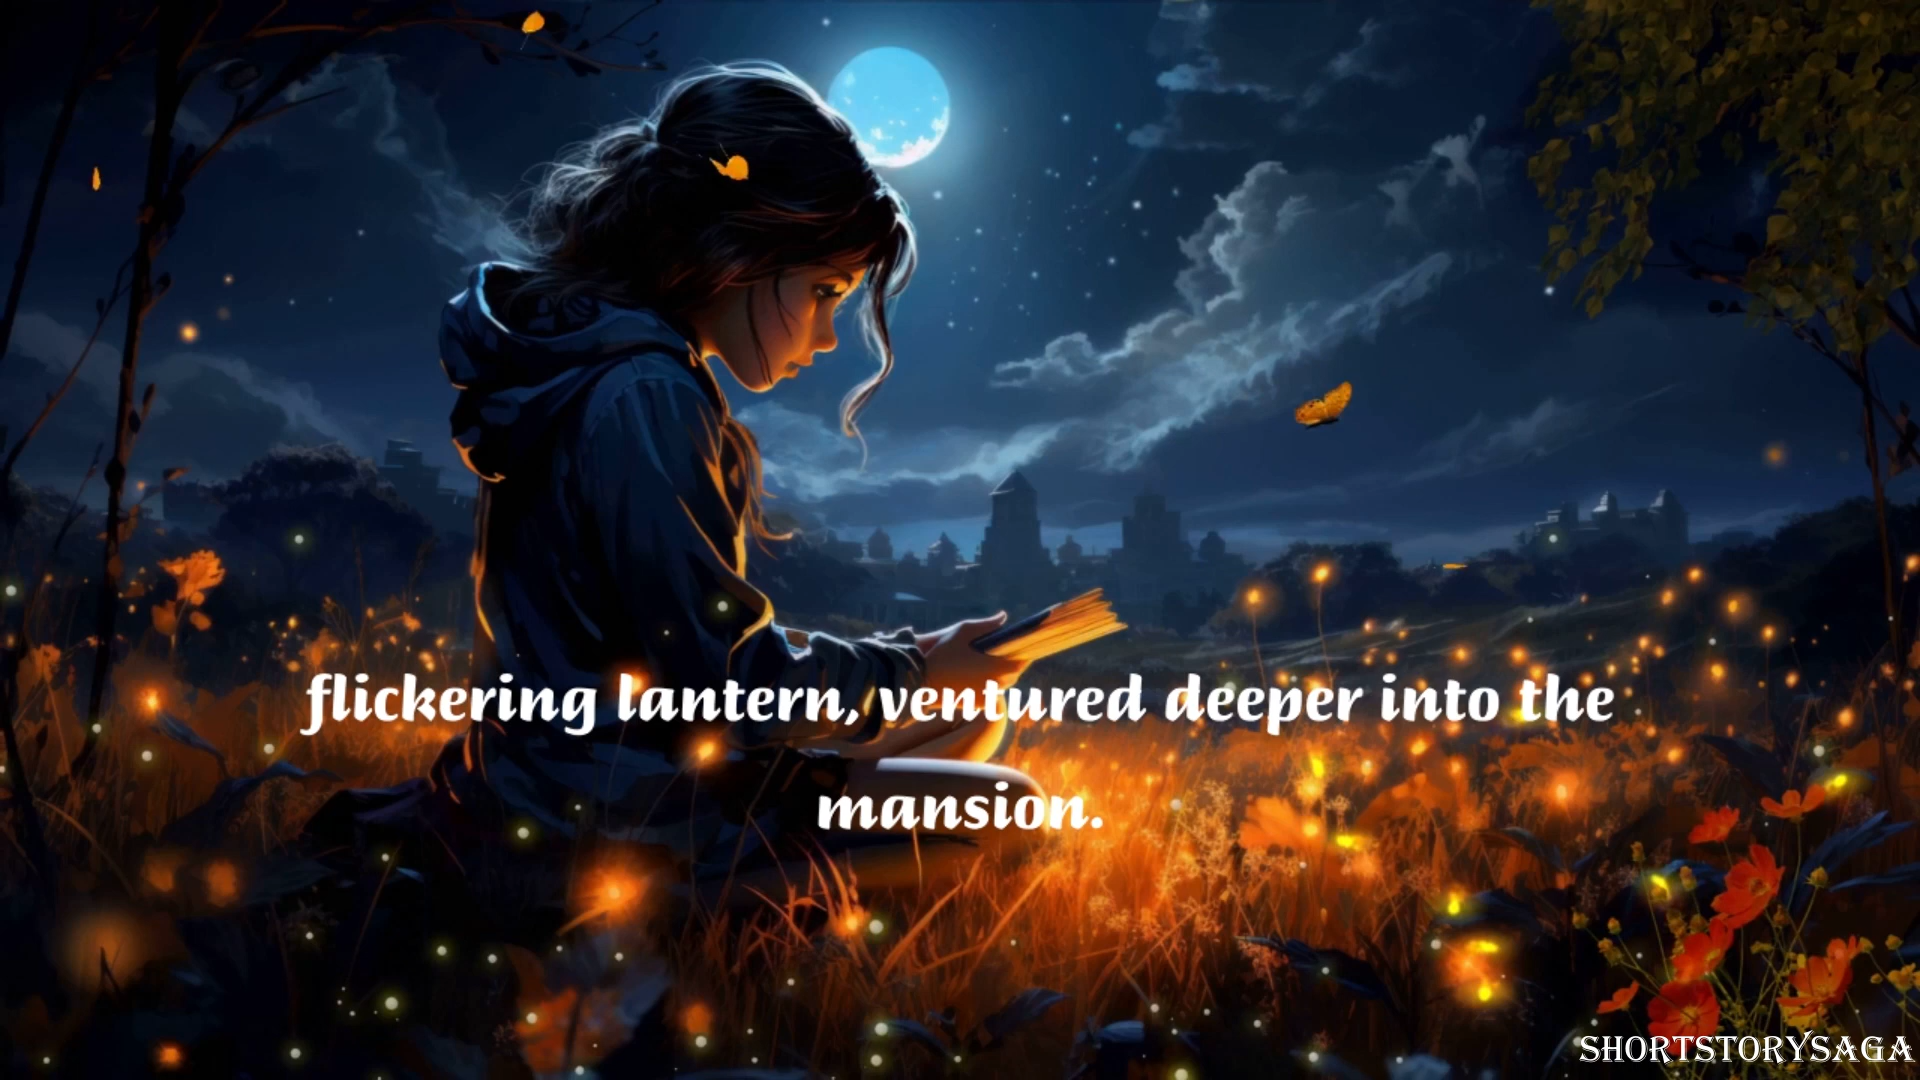 flickering lantern, ventured deeper into the
mansion.
SHORTSTORYSAGA